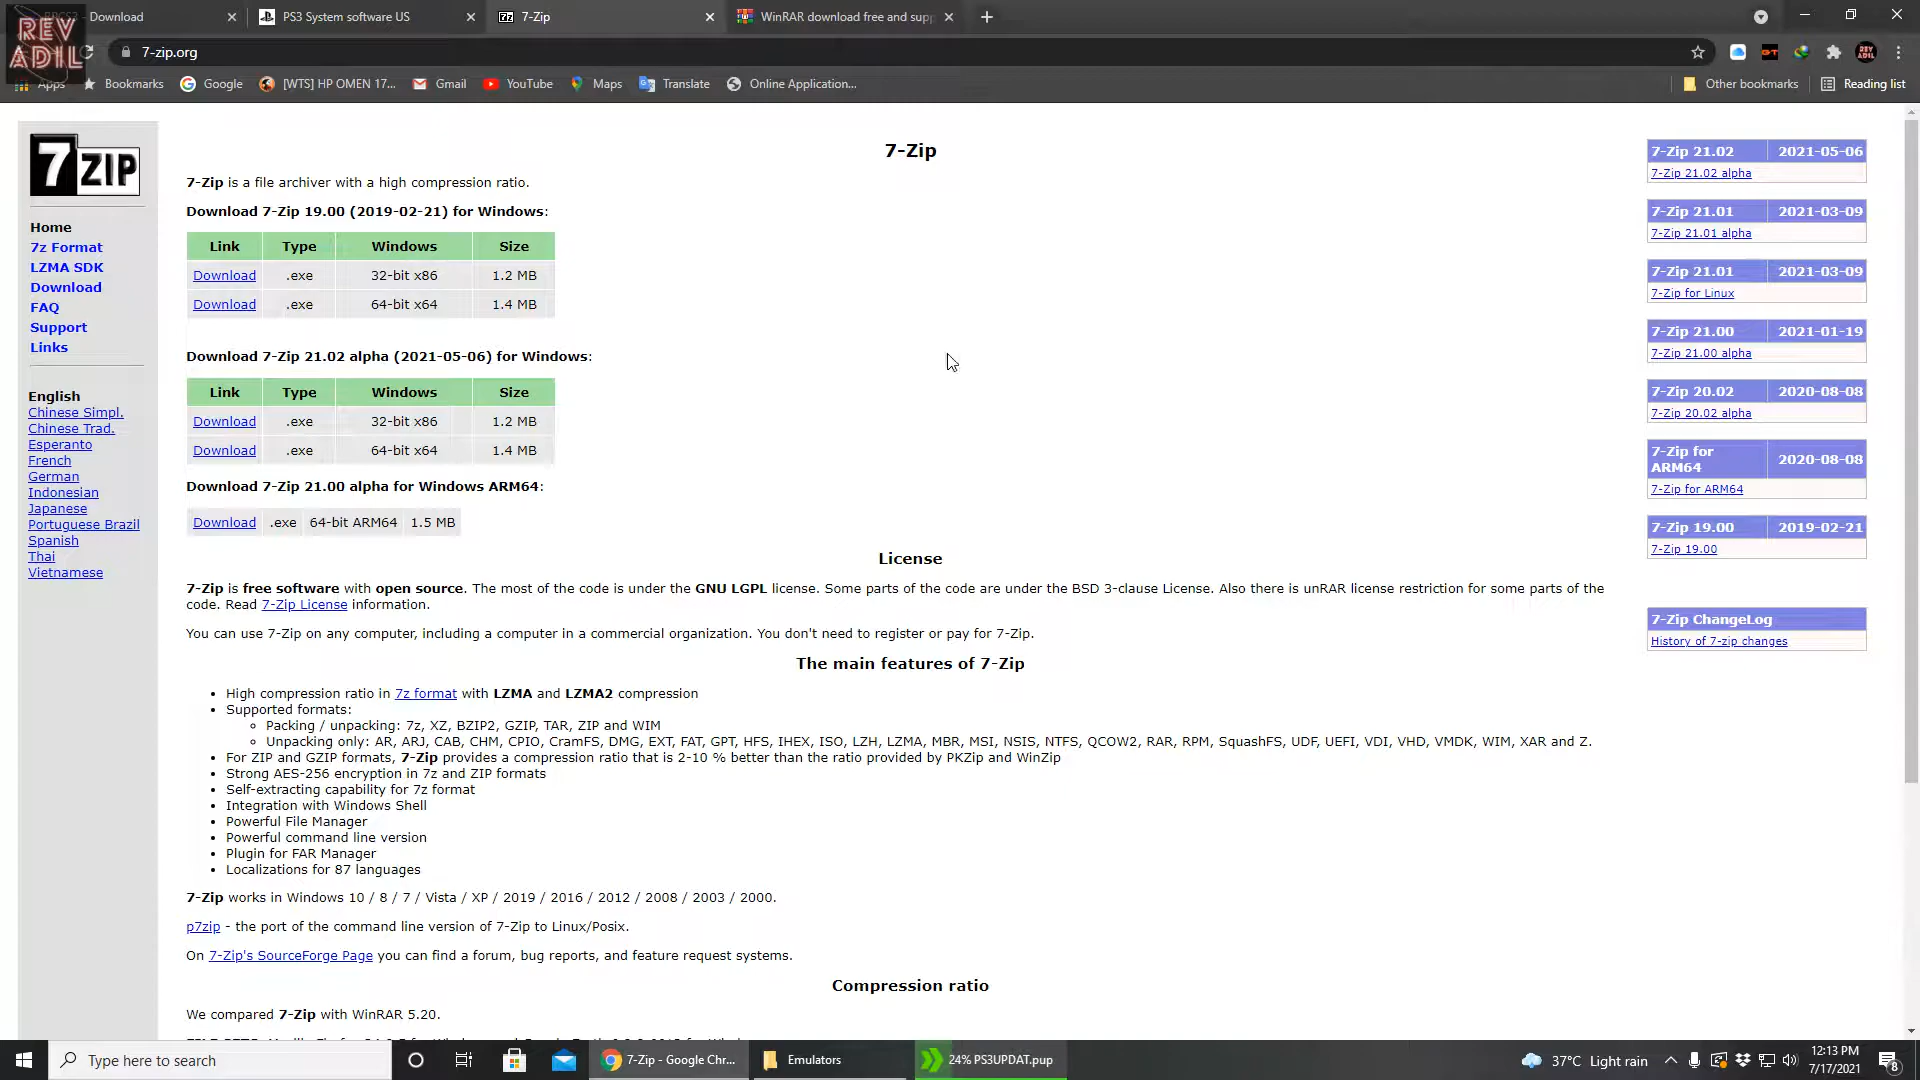 Download
PS3 System software US
7-Zip
WinRAR download free and supp
REV
ADIL
7-zip.org
Apps
Bookmarks
Google
[WTS] HP OMEN 17...
Gmail
YouTube
Maps
Translate
Online Application...
Other bookmarks
Reading list
7ZIP
Home
7z Format
LZMA SDK
Download
FAQ
Support
Links
English
Chinese Simpl.
Chinese Trad.
Esperanto
French
German
Indonesian
Japanese
Portuguese Brazil
Spanish
Thai
Vietnamese
7-Zip
7-Zip is a file archiver with a high compression ratio.
Download 7-Zip 19.00 (2019-02-21) for Windows:
Link Type Windows Size
Download .exe 32-bit x86 1.2 MB
Download .exe 64-bit x64 1.4 MB
Download 7-Zip 21.02 alpha (2021-05-06) for Windows:
Link Type Windows Size
Download .exe 32-bit x86 1.2 MB
Download .exe 64-bit x64 1.4 MB
Download 7-Zip 21.00 alpha for Windows ARM64:
Download .exe 64-bit ARM64 1.5 MB
License
7-Zip is free software with open source. The most of the code is under the GNU LGPL license. Some parts of the code are under the BSD 3-clause License. Also there is unRAR license restriction for some parts of the
code. Read 7-Zip License information.
You can use 7-Zip on any computer, including a computer in a commercial organization. You don't need to register or pay for 7-Zip.
The main features of 7-Zip
High compression ratio in 7z format with LZMA and LZMA2 compression
Supported formats:
Packing / unpacking: 7z, XZ, BZIP2, GZIP, TAR, ZIP and WIM
Unpacking only: AR, ARJ, CAB, CHM, CPIO, CramFS, DMG, EXT, FAT, GPT, HFS, IHEX, ISO, LZH, LZMA, MBR, MSI, NSIS, NTFS, QCOW2, RAR, RPM, SquashFS, UDF, UEFI, VDI, VHD, VMDK, WIM, XAR and Z.
For ZIP and GZIP formats, 7-Zip provides a compression ratio that is 2-10 % better than the ratio provided by PKZip and WinZip
Strong AES-256 encryption in 7z and ZIP formats
Self-extracting capability for 7z format
Integration with Windows Shell
Powerful File Manager
Powerful command line version
Plugin for FAR Manager
Localizations for 87 languages
7-Zip works in Windows 10 / 8 / 7 / Vista / XP / 2019 / 2016 / 2012 / 2008 / 2003 / 2000.
p7zip - the port of the command line version of 7-Zip to Linux/Posix.
On 7-Zip's SourceForge Page you can find a forum, bug reports, and feature request systems.
Compression ratio
We compared 7-Zip with WinRAR 5.20.
7-Zip 21.02 2021-05-06
7-Zip 21.02 alpha
7-Zip 21.01 2021-03-09
7-Zip 21.01 alpha
7-Zip 21.01 2021-03-09
7-Zip for Linux
7-Zip 21.00 2021-01-19
7-Zip 21.00 alpha
7-Zip 20.02 2020-08-08
7-Zip 20.02 alpha
7-Zip for
ARM64 2020-08-08
7-Zip for ARM64
7-Zip 19.00 2019-02-21
7-Zip 19.00
7-Zip ChangeLog
History of 7-zip changes
Type here to search
7-Zip - Google Chr...
Emulators
24% PS3UPDAT.pup
37°C Light rain
12:13 PM
7/17/2021
8